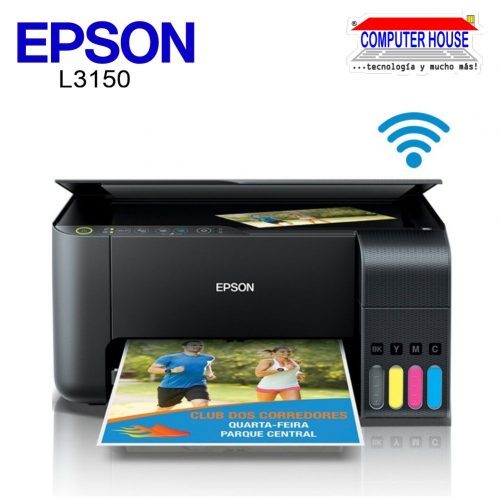 EPSON
L3150
COMPUTER HOUSE
...tecnología y mucho más!
EPSON
BK Y M C
CLUB DOS CORREDORES
QUARTA-FEIRA
PARQUE CENTRAL